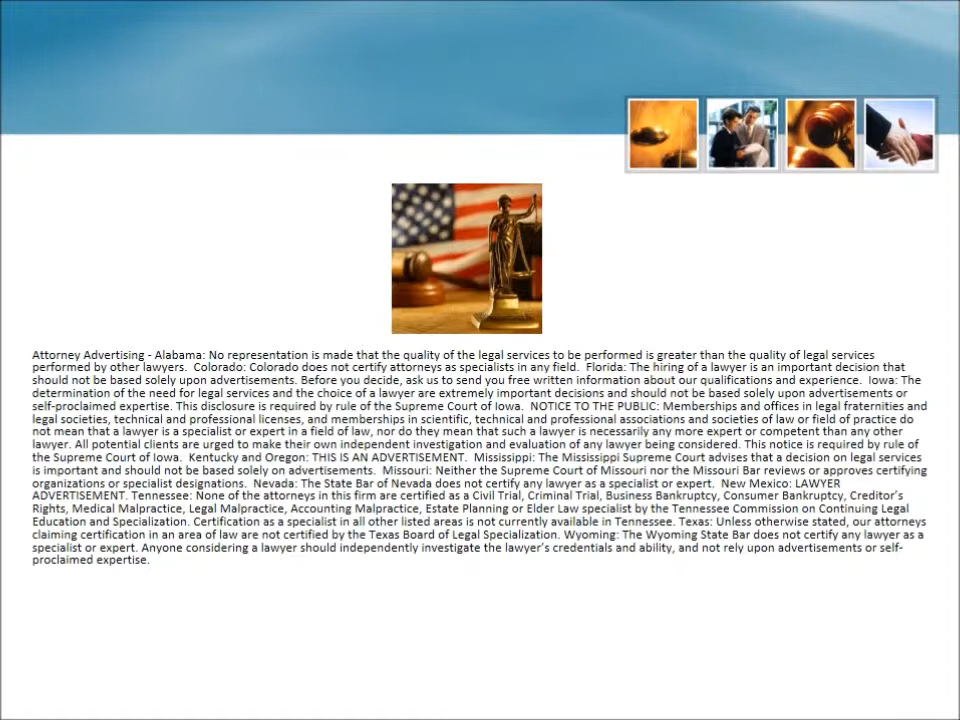 Attorney Advertising - Alabama: No representation is made that the quality of the legal services to be performed is greater than the quality of legal services
performed by other lawyers.  Colorado: Colorado does not certify attorneys as specialists in any field.  Florida: The hiring of a lawyer is an important decision that
should not be based solely upon advertisements. Before you decide, ask us to send you free written information about our qualifications and experience.  Iowa: The
determination of the need for legal services and the choice of a lawyer are extremely important decisions and should not be based solely upon advertisements or
self-proclaimed expertise. This disclosure is required by rule of the Supreme Court of Iowa.  NOTICE TO THE PUBLIC: Memberships and offices in legal fraternities and
legal societies, technical and professional licenses, and memberships in scientific, technical and professional associations and societies of law or field of practice do
not mean that a lawyer is a specialist or expert in a field of law, nor do they mean that such a lawyer is necessarily any more expert or competent than any other
lawyer. All potential clients are urged to make their own independent investigation and evaluation of any lawyer being considered. This notice is required by rule of
the Supreme Court of Iowa.  Kentucky and Oregon: THIS IS AN ADVERTISEMENT.  Mississippi: The Mississippi Supreme Court advises that a decision on legal services
is important and should not be based solely on advertisements.  Missouri: Neither the Supreme Court of Missouri nor the Missouri Bar reviews or approves certifying
organizations or specialist designations.  Nevada: The State Bar of Nevada does not certify any lawyer as a specialist or expert.  New Mexico: LAWYER
ADVERTISEMENT. Tennessee: None of the attorneys in this firm are certified as a Civil Trial, Criminal Trial, Business Bankruptcy, Consumer Bankruptcy, Creditor's
Rights, Medical Malpractice, Legal Malpractice, Accounting Malpractice, Estate Planning or Elder Law specialist by the Tennessee Commission on Continuing Legal
Education and Specialization. Certification as a specialist in all other listed areas is not currently available in Tennessee. Texas: Unless otherwise stated, our attorneys
claiming certification in an area of law are not certified by the Texas Board of Legal Specialization. Wyoming: The Wyoming State Bar does not certify any lawyer as a
specialist or expert. Anyone considering a lawyer should independently investigate the lawyer's credentials and ability, and not rely upon advertisements or self-
proclaimed expertise.